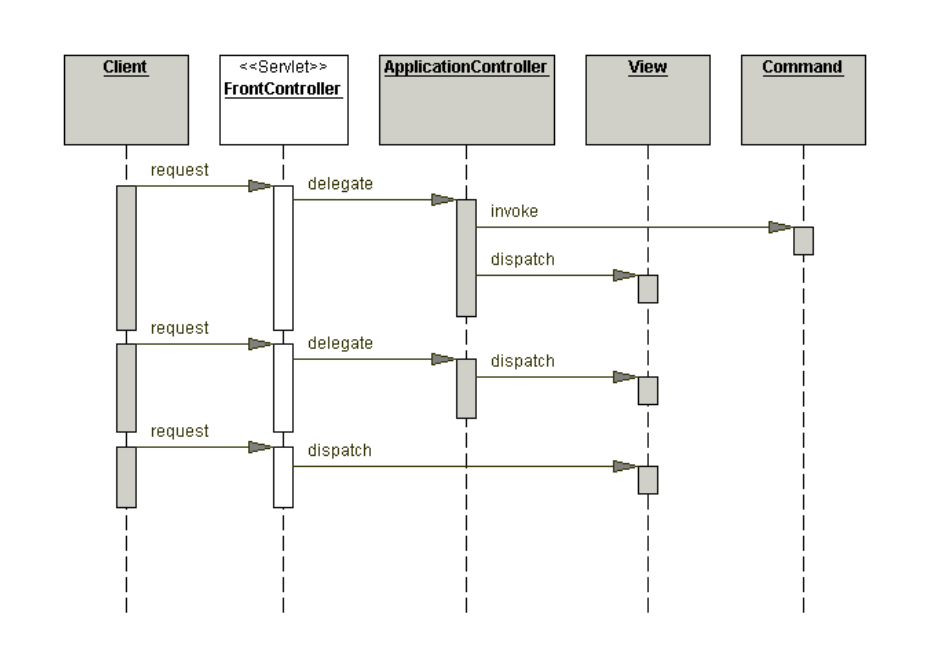 Client
<<Servlet>>
FrontController
ApplicationController
View
Command
request
delegate
invoke
dispatch
request
delegate
dispatch
request
dispatch